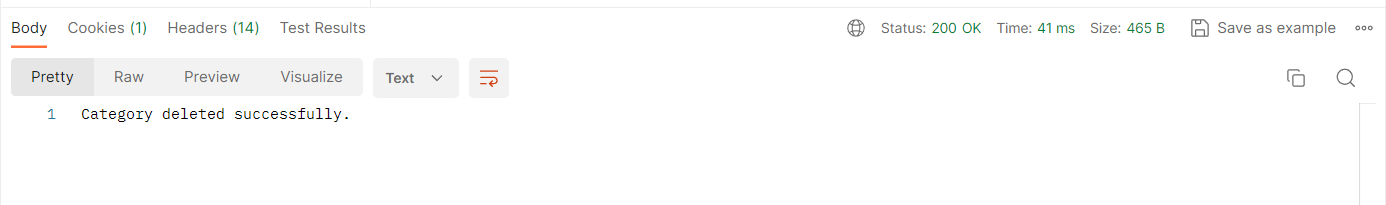 Body Cookies (1) Headers (14) Test Results Status: 200 OK Time: 41 ms Size: 465 B Save as example
Pretty Raw Preview Visualize Text
1 Category deleted successfully.